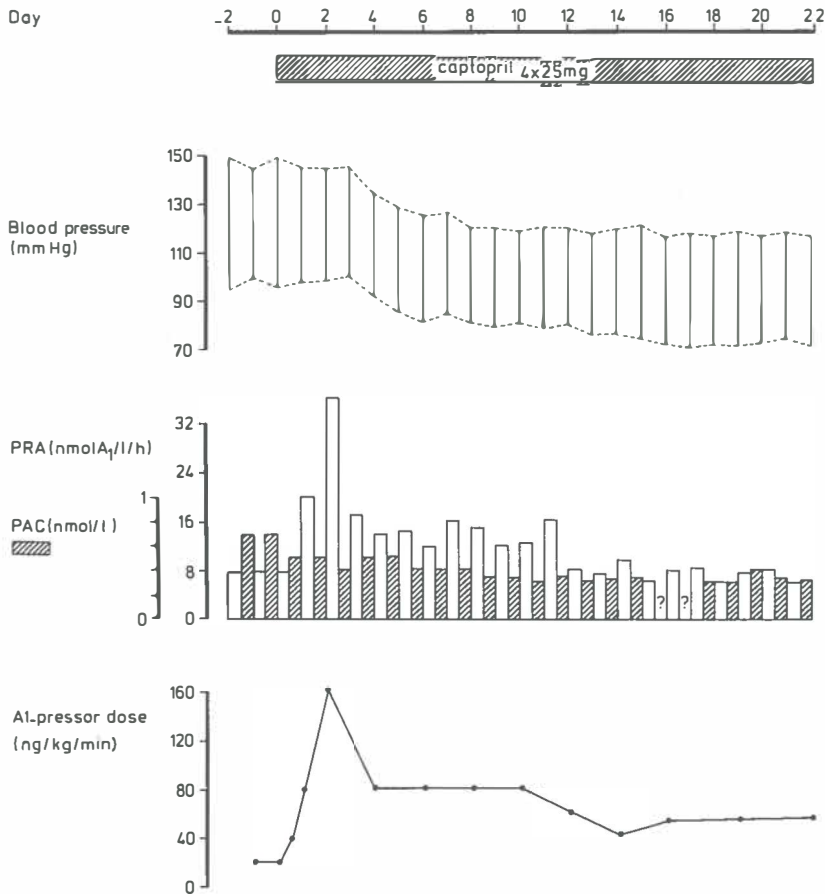 Day
-2 0 2 4 6 8 10 12 14 16 18 20 22
captopril 4x25mg
Blood pressure
(mm Hg)
150
130
110
90
70
PRA(nmolA₁/l/h)
PAC(nmol/l)
1
0
32
24
16
8
0
? ?
A1-pressor dose
(ng/kg/min)
160
120
80
40
0